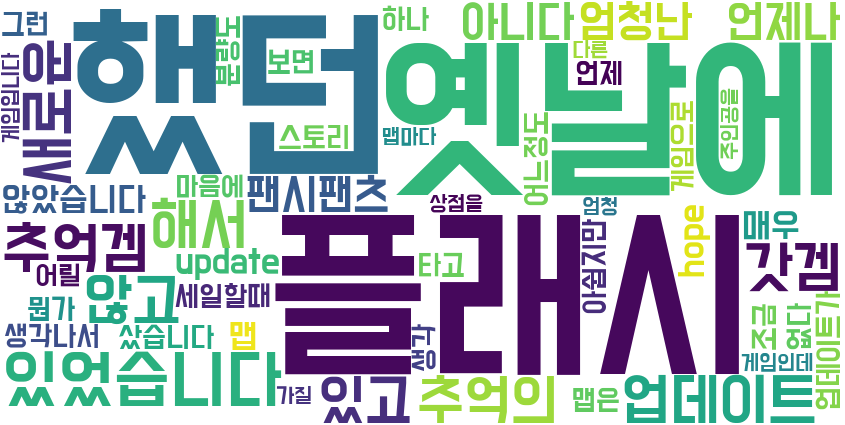 그런
했던
옛날에
하나
아니다
엄청난
언제나
게임입니다
새로운
볼륨
보면
다른
언제
스토리
맵마다
어느정도
게임으로
주인공을
않았습니다
마음에
팬시팬츠
상점을
엄청
추억겜
해서
플래시
아쉽지만
hope
매우
갓겜
어릴
update
타고
뭔가
않고
세일할때
생각나서
샀습니다
맵
생각
조금
없다
업데이트가
게임인데
있었습니다
가질
있고
추억의
맵은
업데이트